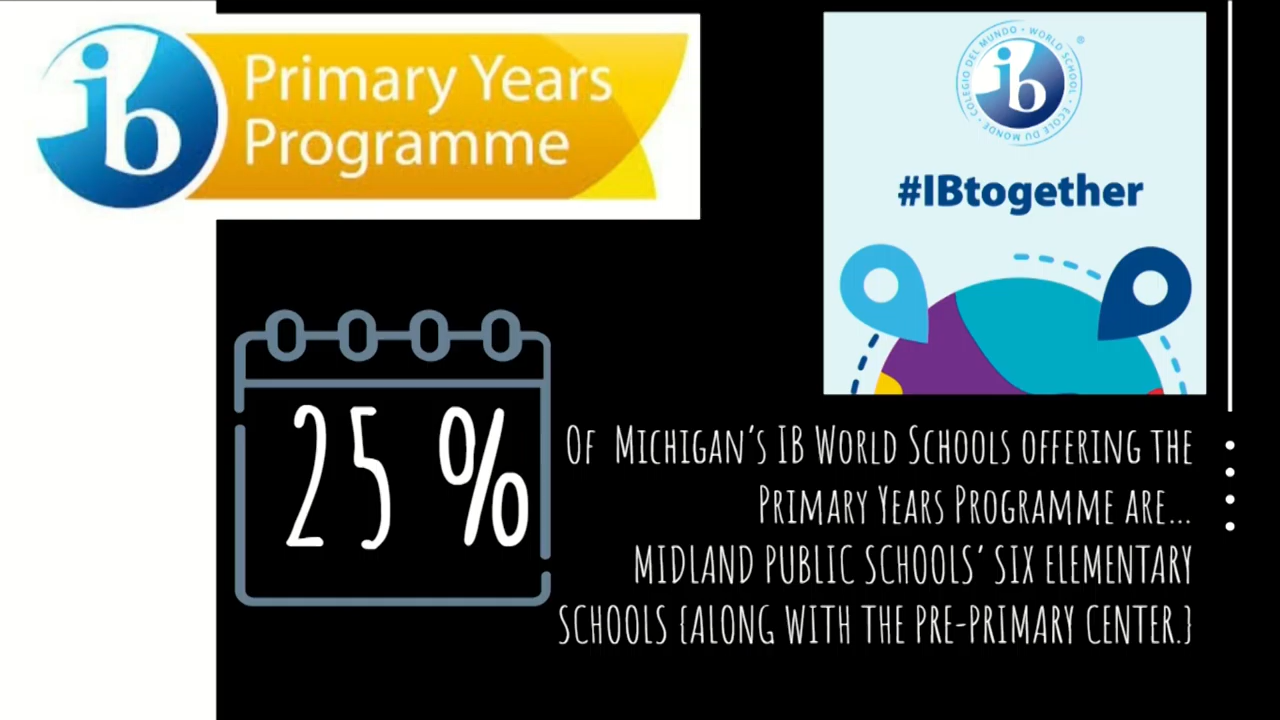 ib
Primary Years
Programme
COLEGIO DEL MUNDO · WORLD SCHOOL · ECOLE DU MONDE ·
ib
®
#IBtogether
25 %
Of Michigan's IB World Schools offering the
Primary Years Programme are...
MIDLAND PUBLIC SCHOOLS' SIX ELEMENTARY
SCHOOLS {ALONG WITH THE PRE-PRIMARY CENTER.}